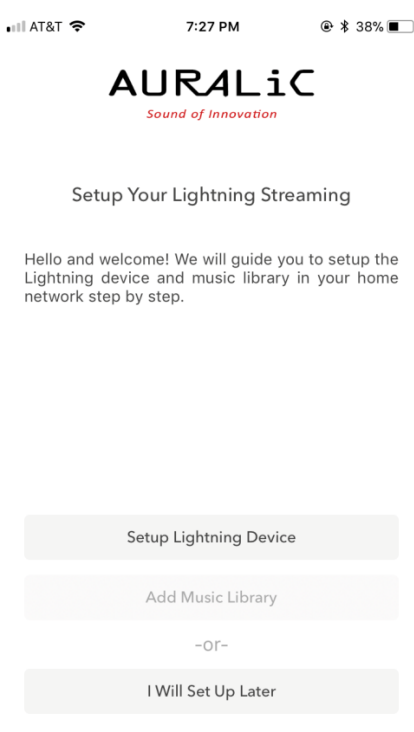 AT&T 7:27 PM 38%
AURALiC
Sound of Innovation
Setup Your Lightning Streaming
Hello and welcome! We will guide you to setup the
Lightning device and music library in your home
network step by step.
Setup Lightning Device
Add Music Library
-or-
I Will Set Up Later